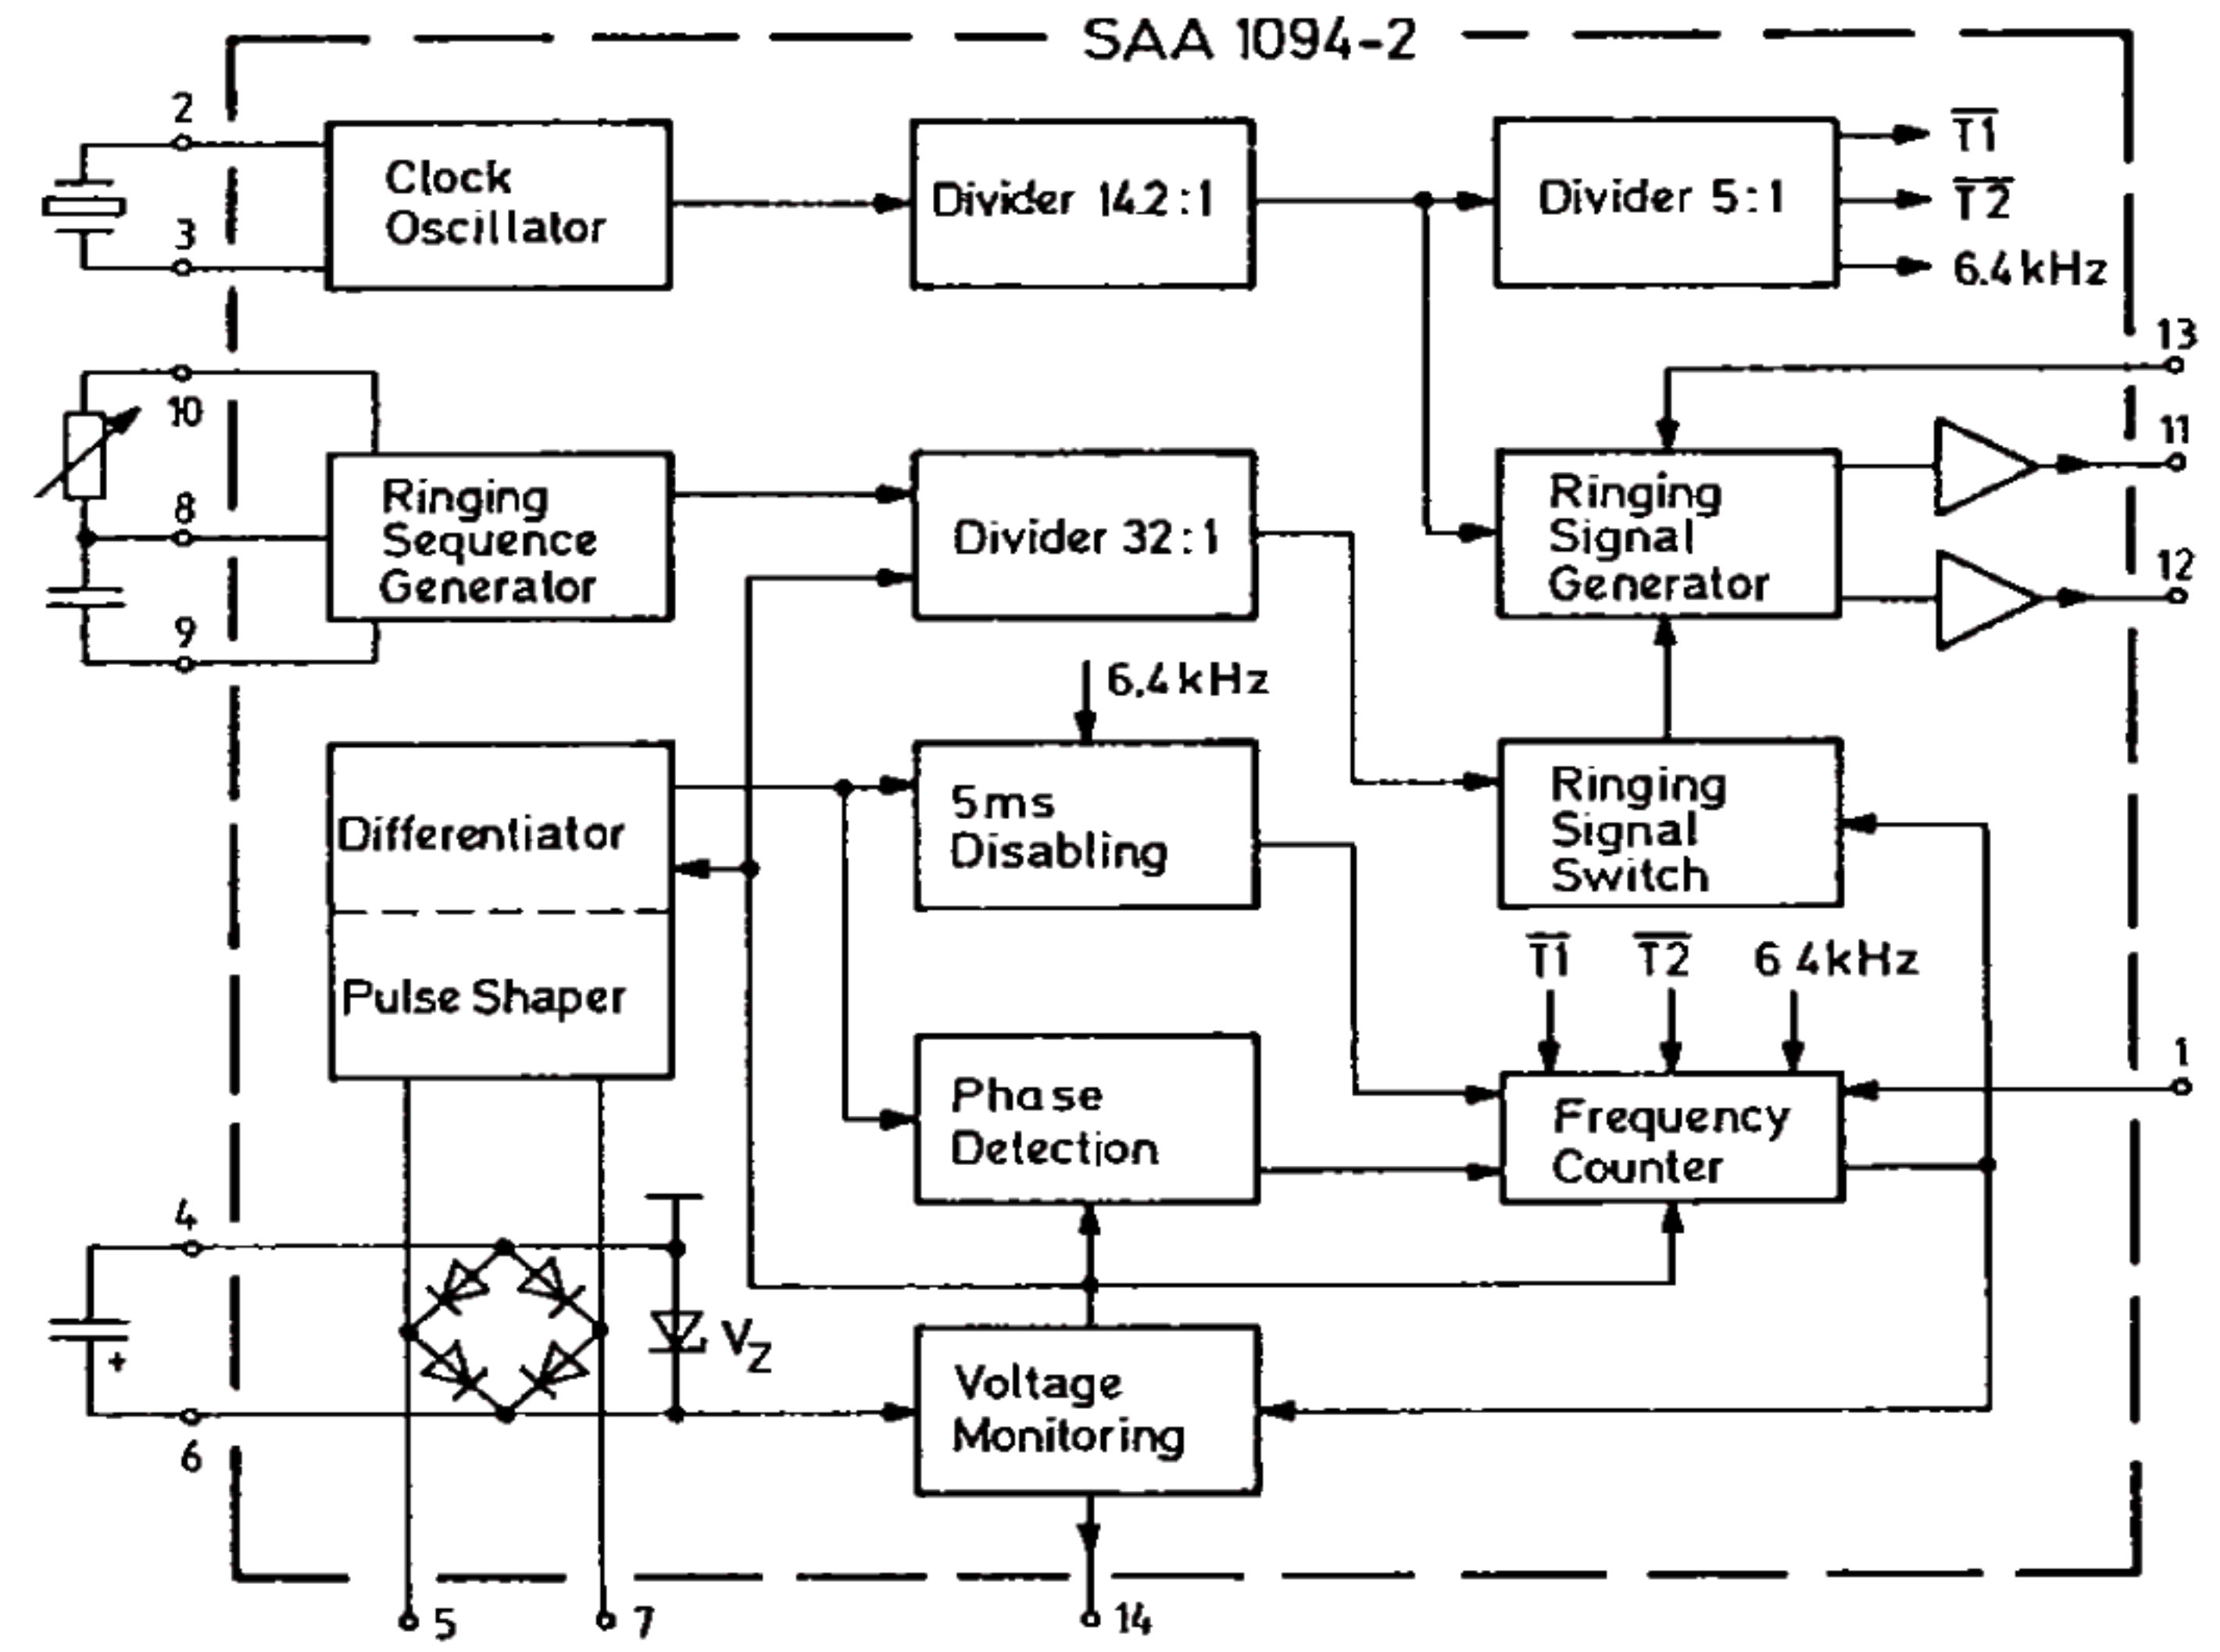 SAA 1094-2
2
Clock
Oscillator
Divider 142:1
Divider 5:1
T1
T2
6.4kHz
3
13
10
11
Ringing
Sequence
Generator
8
Divider 32:1
Ringing
Signal
Generator
12
9
6.4kHz
Differentiator
5ms
Disabling
Ringing
Signal
Switch
Pulse Shaper
T1
T2
6 4kHz
1
Phase
Detection
Frequency
Counter
4
VZ
Voltage
Monitoring
6
5
7
14
+